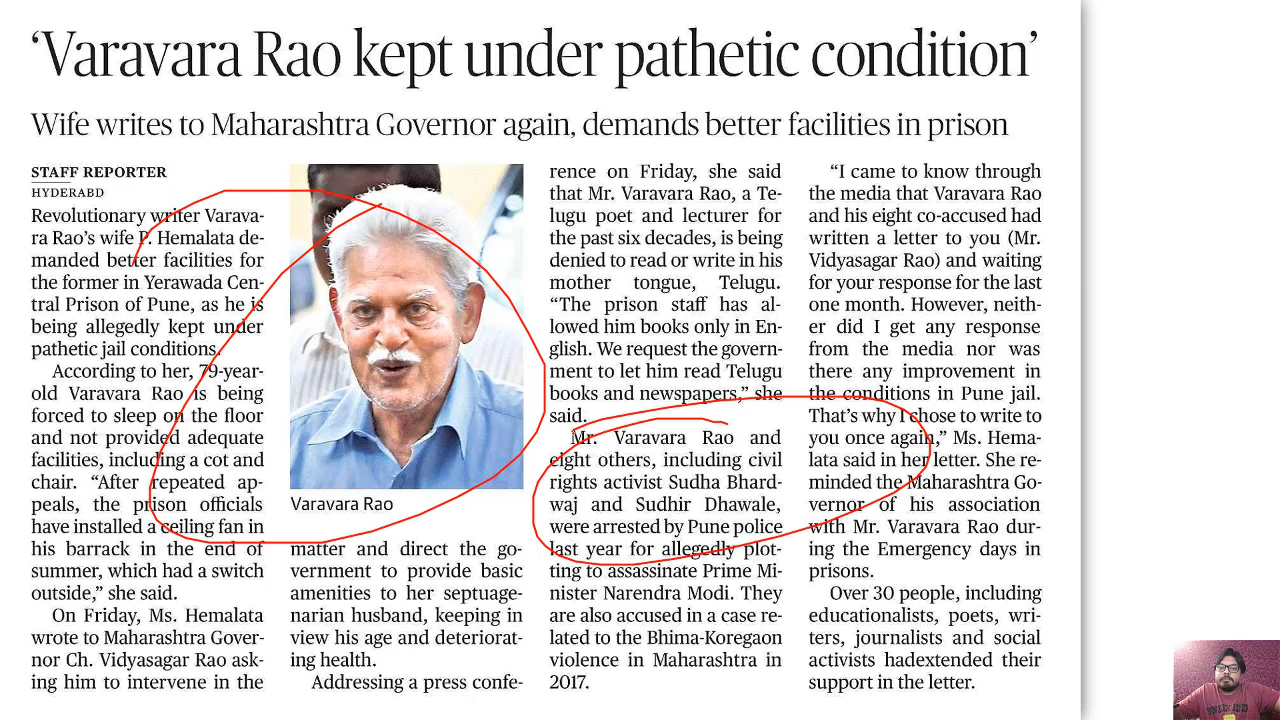 ‘Varavara Rao kept under pathetic condition’
Wife writes to Maharashtra Governor again, demands better facilities in prison
STAFF REPORTER
HYDERABD
Revolutionary writer Varava-
ra Rao’s wife P. Hemalata de-
manded better facilities for
the former in Yerawada Cen-
tral Prison of Pune, as he is
being allegedly kept under
pathetic jail conditions.
According to her, 79-year-
old Varavara Rao is being
forced to sleep on the floor
and not provided adequate
facilities, including a cot and
chair. “After repeated ap-
peals, the prison officials
have installed a ceiling fan in
his barrack in the end of
summer, which had a switch
outside,” she said.
On Friday, Ms. Hemalata
wrote to Maharashtra Gover-
nor Ch. Vidyasagar Rao ask-
ing him to intervene in the
Varavara Rao
matter and direct the go-
vernment to provide basic
amenities to her septuage-
narian husband, keeping in
view his age and deteriorat-
ing health.
Addressing a press confe-
rence on Friday, she said
that Mr. Varavara Rao, a Te-
lugu poet and lecturer for
the past six decades, is being
denied to read or write in his
mother tongue, Telugu.
“The prison staff has al-
lowed him books only in En-
glish. We request the govern-
ment to let him read Telugu
books and newspapers,” she
said.
Mr. Varavara Rao and
eight others, including civil
rights activist Sudha Bhard-
waj and Sudhir Dhawale,
were arrested by Pune police
last year for allegedly plot-
ting to assassinate Prime Mi-
nister Narendra Modi. They
are also accused in a case re-
lated to the Bhima-Koregaon
violence in Maharashtra in
2017.
“I came to know through
the media that Varavara Rao
and his eight co-accused had
written a letter to you (Mr.
Vidyasagar Rao) and waiting
for your response for the last
one month. However, neith-
er did I get any response
from the media nor was
there any improvement in
the conditions in Pune jail.
That’s why I chose to write to
you once again,” Ms. Hema-
lata said in her letter. She re-
minded the Maharashtra Go-
vernor of his association
with Mr. Varavara Rao dur-
ing the Emergency days in
prisons.
Over 30 people, including
educationalists, poets, wri-
ters, journalists and social
activists hadextended their
support in the letter.